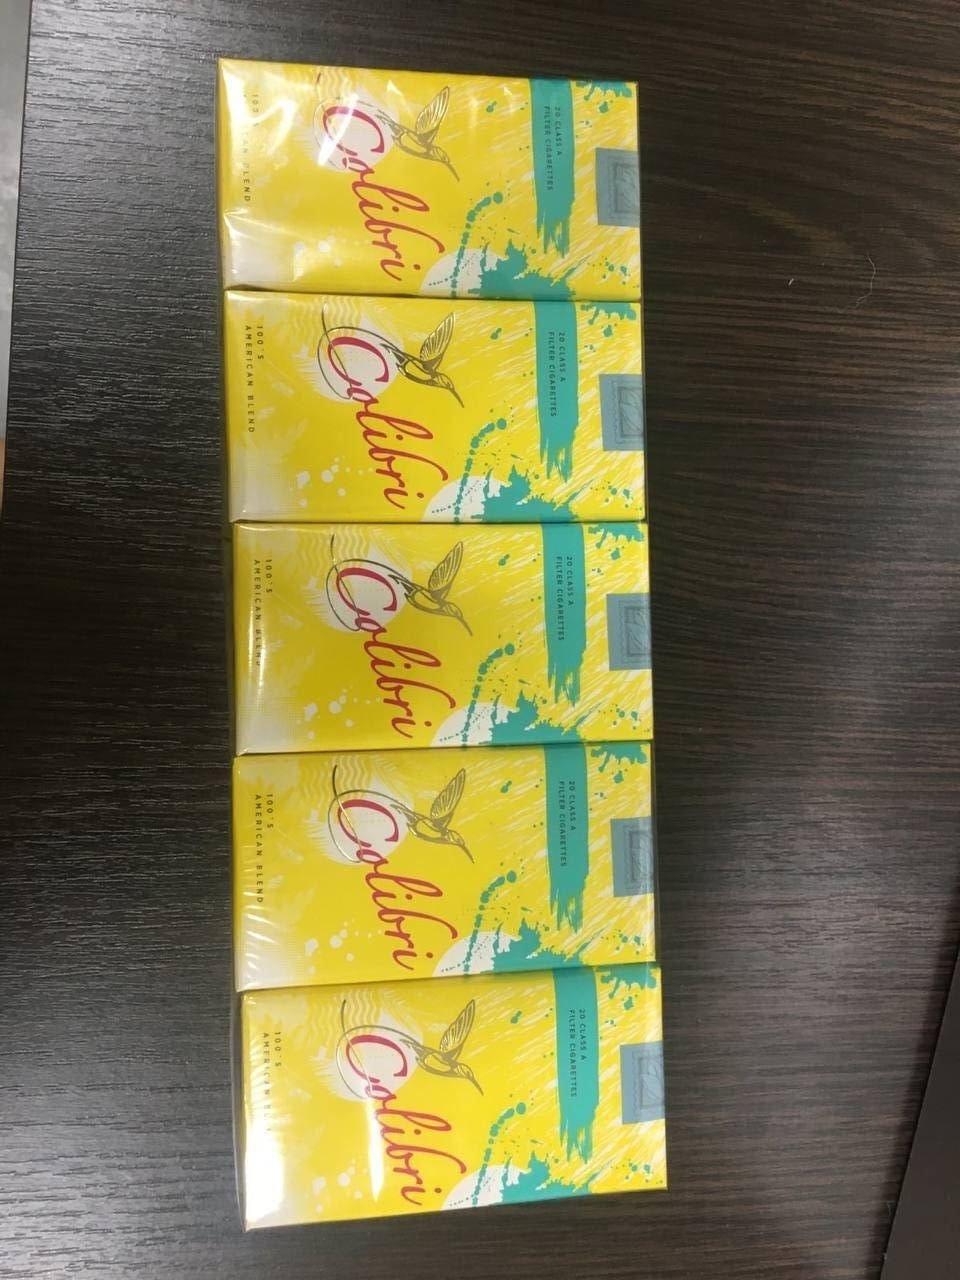 20 CLASS A
FILTER CIGARETTES
Colibri
100'S
BLEND
20 CLASS A
FILTER CIGARETTES
Colibri
100'S
AMERICAN BLEND
20 CLASS A
FILTER CIGARETTES
Colibri
100'S
AMERICAN BLEND
20 CLASS A
FILTER CIGARETTES
Colibri
100'S
AMERICAN BLEND
20 CLASS A
FILTER CIGARETTES
Colibri
100'S
AMERICAN